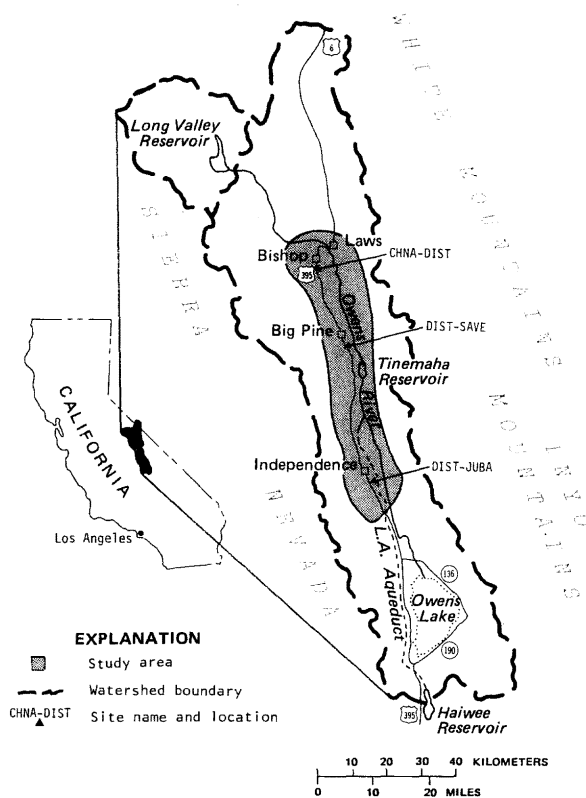 6
WHITE MOUNTAINS
Long Valley
Reservoir
SIERRA
Laws
Bishop
CHNA-DIST
395
Owens
River
Big Pine
DIST-SAVE
Tinemaha
Reservoir
INYO
MOUNTAINS
CALIFORNIA
Independence
DIST-JUBA
NEVADA
Los Angeles
L.A. Aqueduct
136
Owens
Lake
190
EXPLANATION
Study area
Watershed boundary
CHNA-DIST Site name and location
395
Haiwee
Reservoir
10 20 30 40 KILOMETERS
0 10 20 MILES